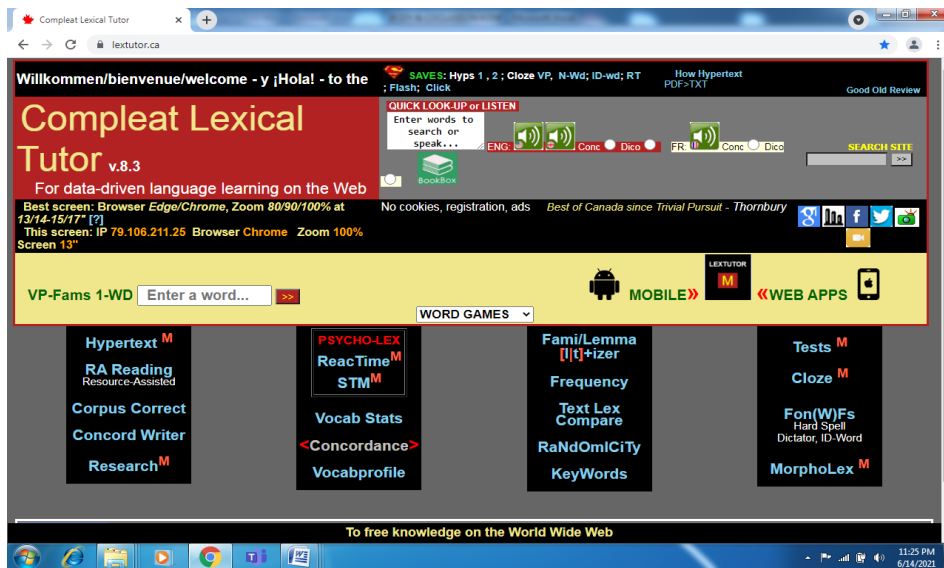 Compleat Lexical Tutor
lextutor.ca
Willkommen/bienvenue/welcome - y ¡Hola! - to the
SAVES: Hyps 1 , 2 ; Cloze VP, N-Wd; ID-wd; RT
; Flash; Click
How Hypertext
PDF>TXT
Good Old Review
Compleat Lexical
Tutor v.8.3
For data-driven language learning on the Web
QUICK LOOK-UP or LISTEN
Enter words to
search or
speak...
ENG: Conc Dico FR: Conc Dico
BookBox
SEARCH SITE
>>
Best screen: Browser Edge/Chrome, Zoom 80/90/100% at
13/14-15/17" [?]
This screen: IP 79.106.211.25 Browser Chrome Zoom 100%
Screen 13"
No cookies, registration, ads Best of Canada since Trivial Pursuit - Thornbury
VP-Fams 1-WD Enter a word... >>
MOBILE» LEXTUTOR M «WEB APPS
WORD GAMES
Hypertext M
RA Reading
Resource-Assisted
Corpus Correct
Concord Writer
Research M
PSYCHO-LEX
ReacTime M
STM M
Vocab Stats
<Concordance>
Vocabprofile
Fami/Lemma
[l|t]+izer
Frequency
Text Lex
Compare
RaNdOmICiTy
KeyWords
Tests M
Cloze M
Fon(W)Fs
Hard Spell
Dictator, ID-Word
MorphoLex M
To free knowledge on the World Wide Web
11:25 PM
6/14/2021